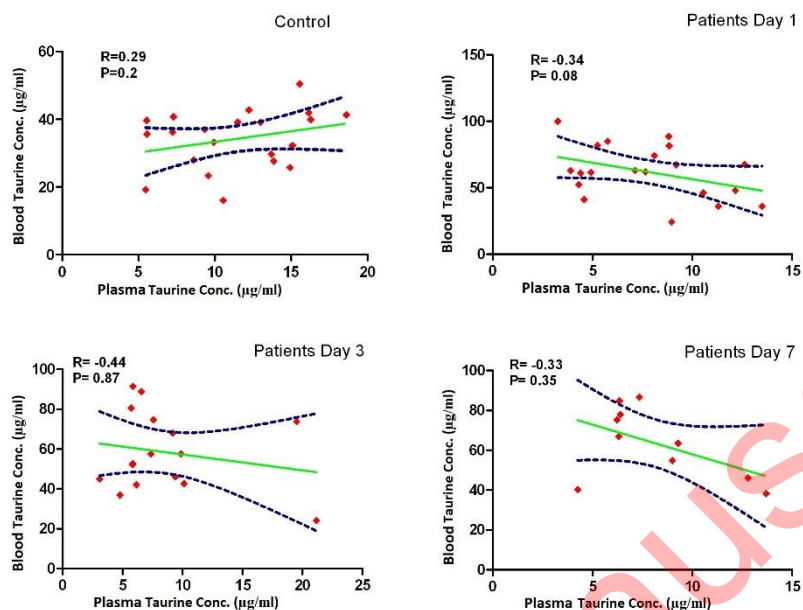 Control
R=0.29
P=0.2
60
40
20
0
0 5 10 15 20
Blood Taurine Conc. (µg/ml)
Plasma Taurine Conc. (µg/ml)
Patients Day 1
R= -0.34
P= 0.08
150
100
50
0
0 5 10 15
Blood Taurine Conc. (µg/ml)
Plasma Taurine Conc. (µg/ml)
Patients Day 3
R= -0.44
P= 0.87
100
80
60
40
20
0
0 5 10 15 20 25
Blood Taurine Conc. (µg/ml)
Plasma Taurine Conc. (µg/ml)
Patients Day 7
R= -0.33
P= 0.35
100
80
60
40
20
0
0 5 10 15
Blood Taurine Conc. (µg/ml)
Plasma Taurine Conc. (µg/ml)